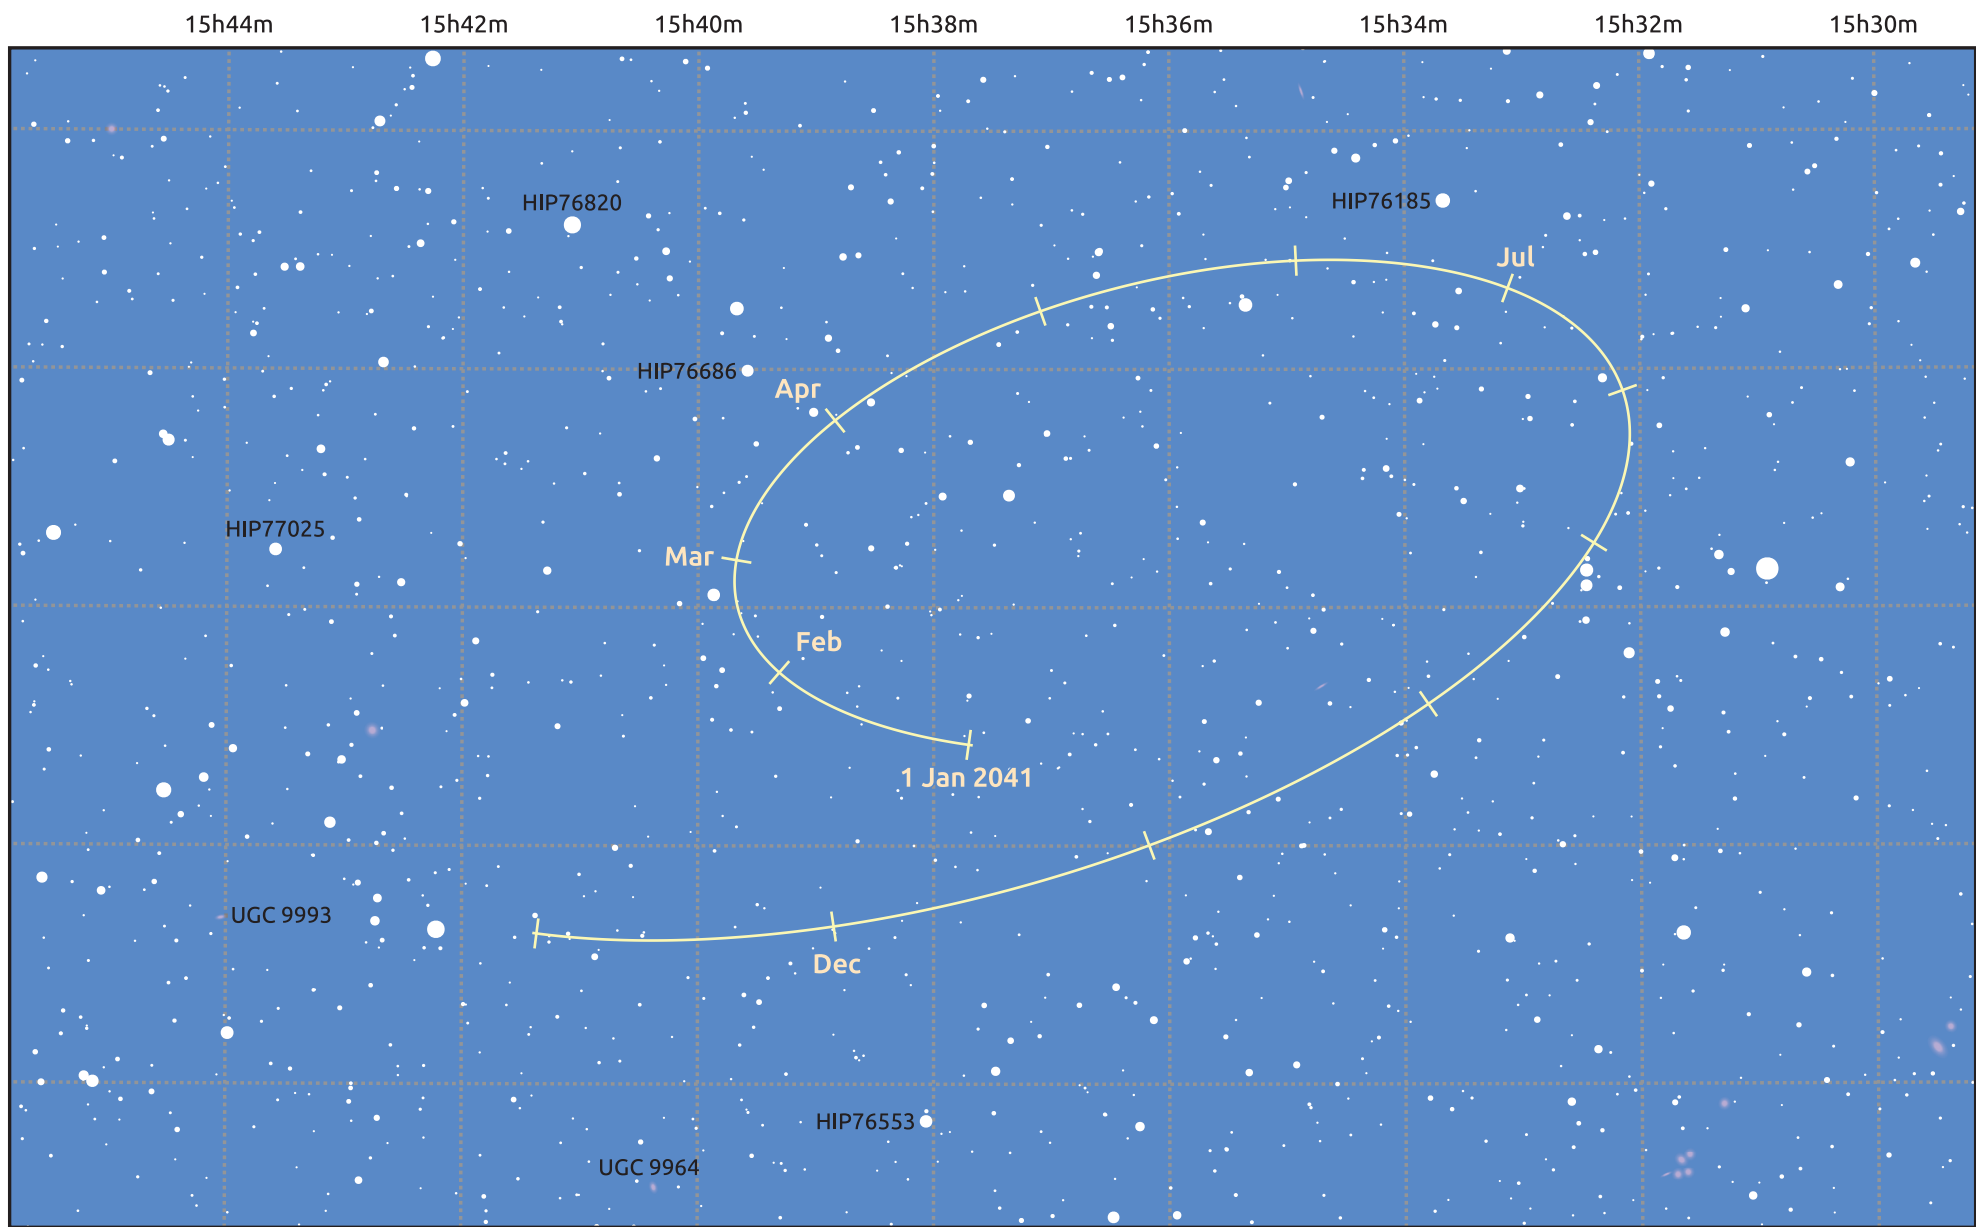 15h44m 15h42m 15h40m 15h38m 15h36m 15h34m 15h32m 15h30m
HIP76820
HIP76185
Jul
HIP76686
Apr
HIP77025
Mar
Feb
1 Jan 2041
UGC 9993
Dec
HIP76553
UGC 9964